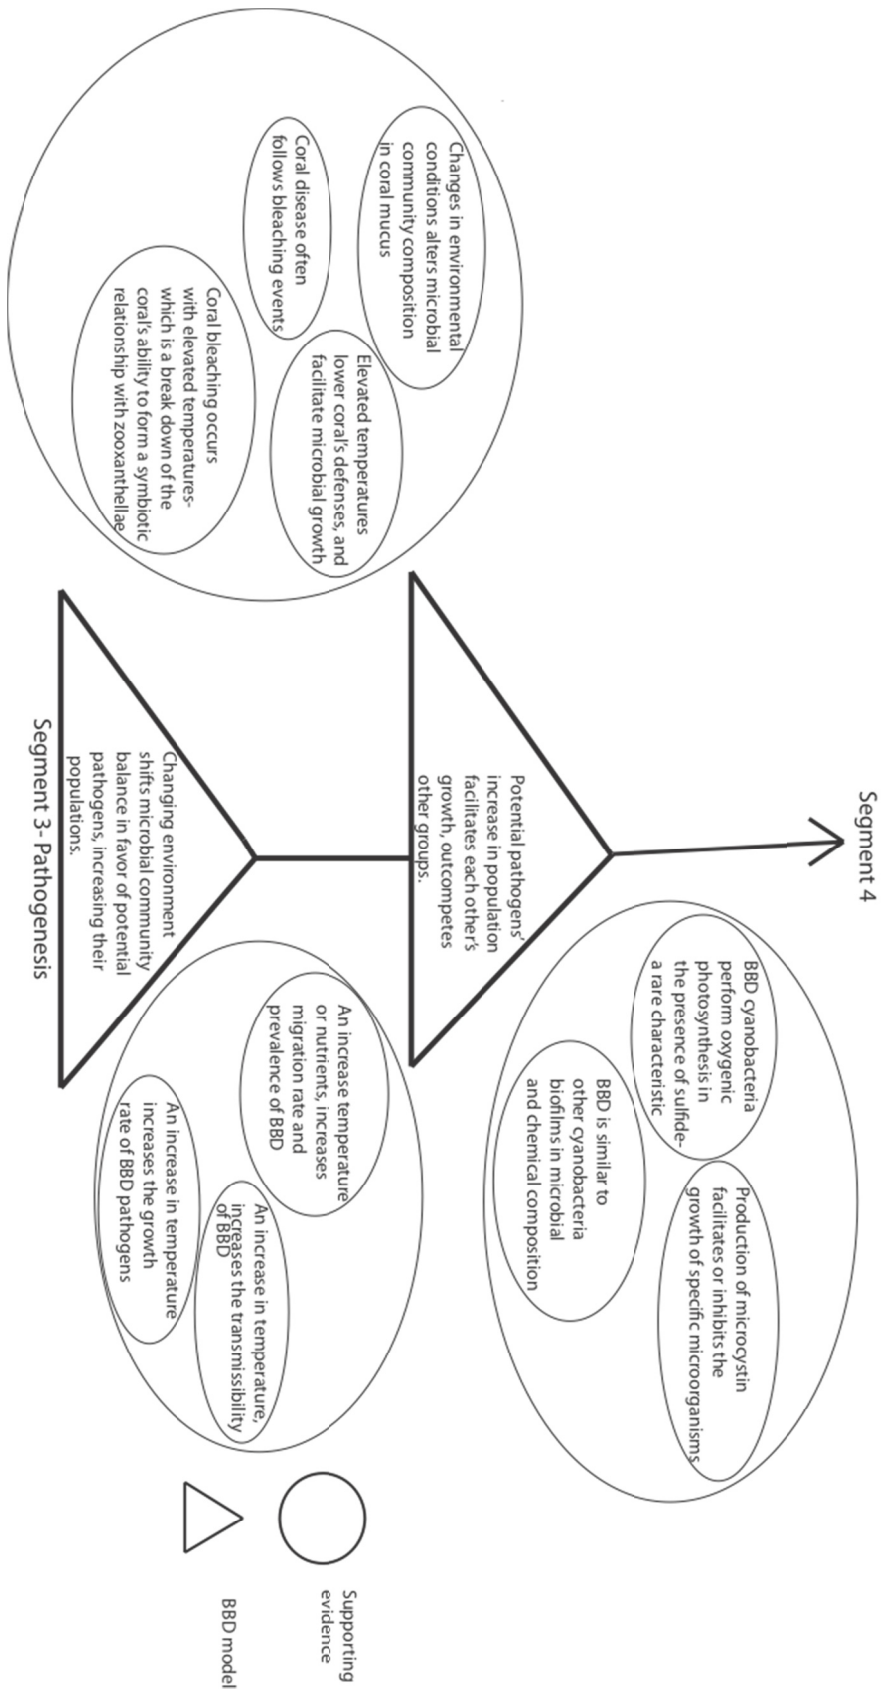 Segment 4
BBD cyanobacteria
perform oxygenic
photosynthesis in
the presence of sulfide-
a rare characteristic
Production of microcystin
facilitates or inhibits the
growth of specific microorganisms
BBD is similar to
other cyanobacteria
biofilms in microbial
and chemical composition
Potential pathogens'
increase in population
facilitates each other's
growth, outcompetes
other groups.
Changes in environmental
conditions alters microbial
community composition
in coral mucus
Elevated temperatures
lower coral's defenses, and
facilitate microbial growth
Coral disease often
follows bleaching events
Coral bleaching occurs
with elevated temperatures-
which is a break down of the
coral's ability to form a symbiotic
relationship with zooxanthellae
An increase temperature
or nutrients, increases
migration rate and
prevalence of BBD
An increase in temperature,
increases the transmissibility
of BBD
An increase in temperature
increases the growth
rate of BBD pathogens
Changing environment
shifts microbial community
balance in favor of potential
pathogens, increasing their
populations.
Segment 3- Pathogenesis
Supporting
evidence
BBD model